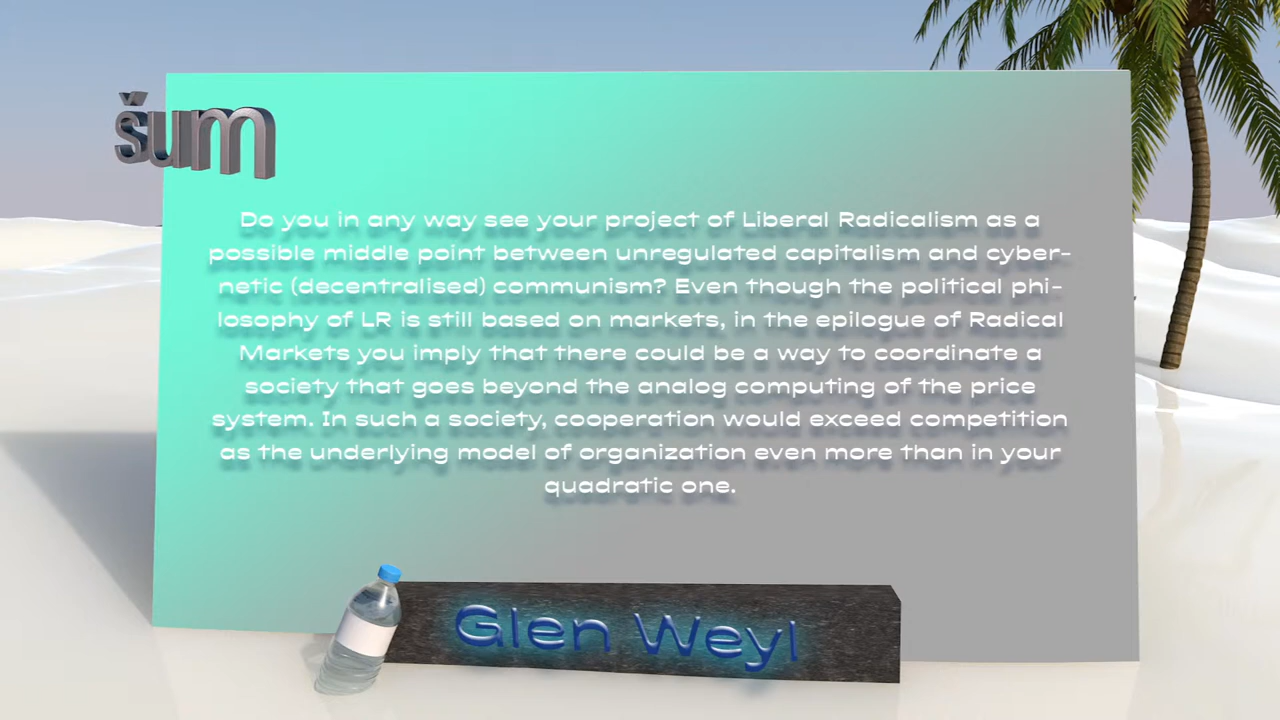 šum
Do you in any way see your project of Liberal Radicalism as a
possible middle point between unregulated capitalism and cyber-
netic (decentralised) communism? Even though the political phi-
losophy of LR is still based on markets, in the epilogue of Radical
Markets you imply that there could be a way to coordinate a
society that goes beyond the analog computing of the price
system. In such a society, cooperation would exceed competition
as the underlying model of organization even more than in your
quadratic one.
Glen Weyl